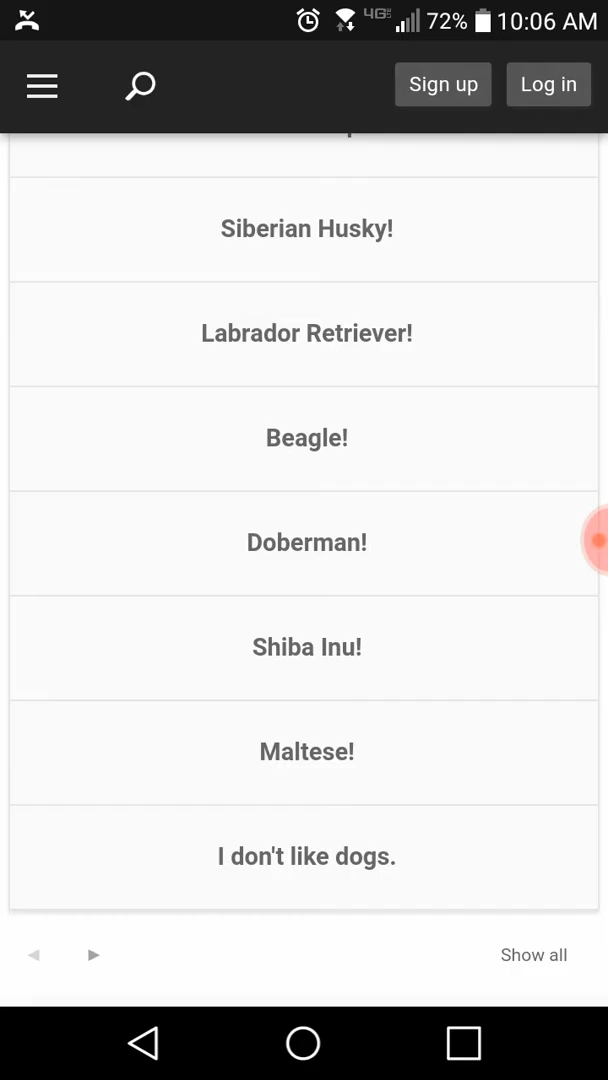 4G 72% 10:06 AM
Sign up Log in
Siberian Husky!
Labrador Retriever!
Beagle!
Doberman!
Shiba Inu!
Maltese!
I don't like dogs.
Show all